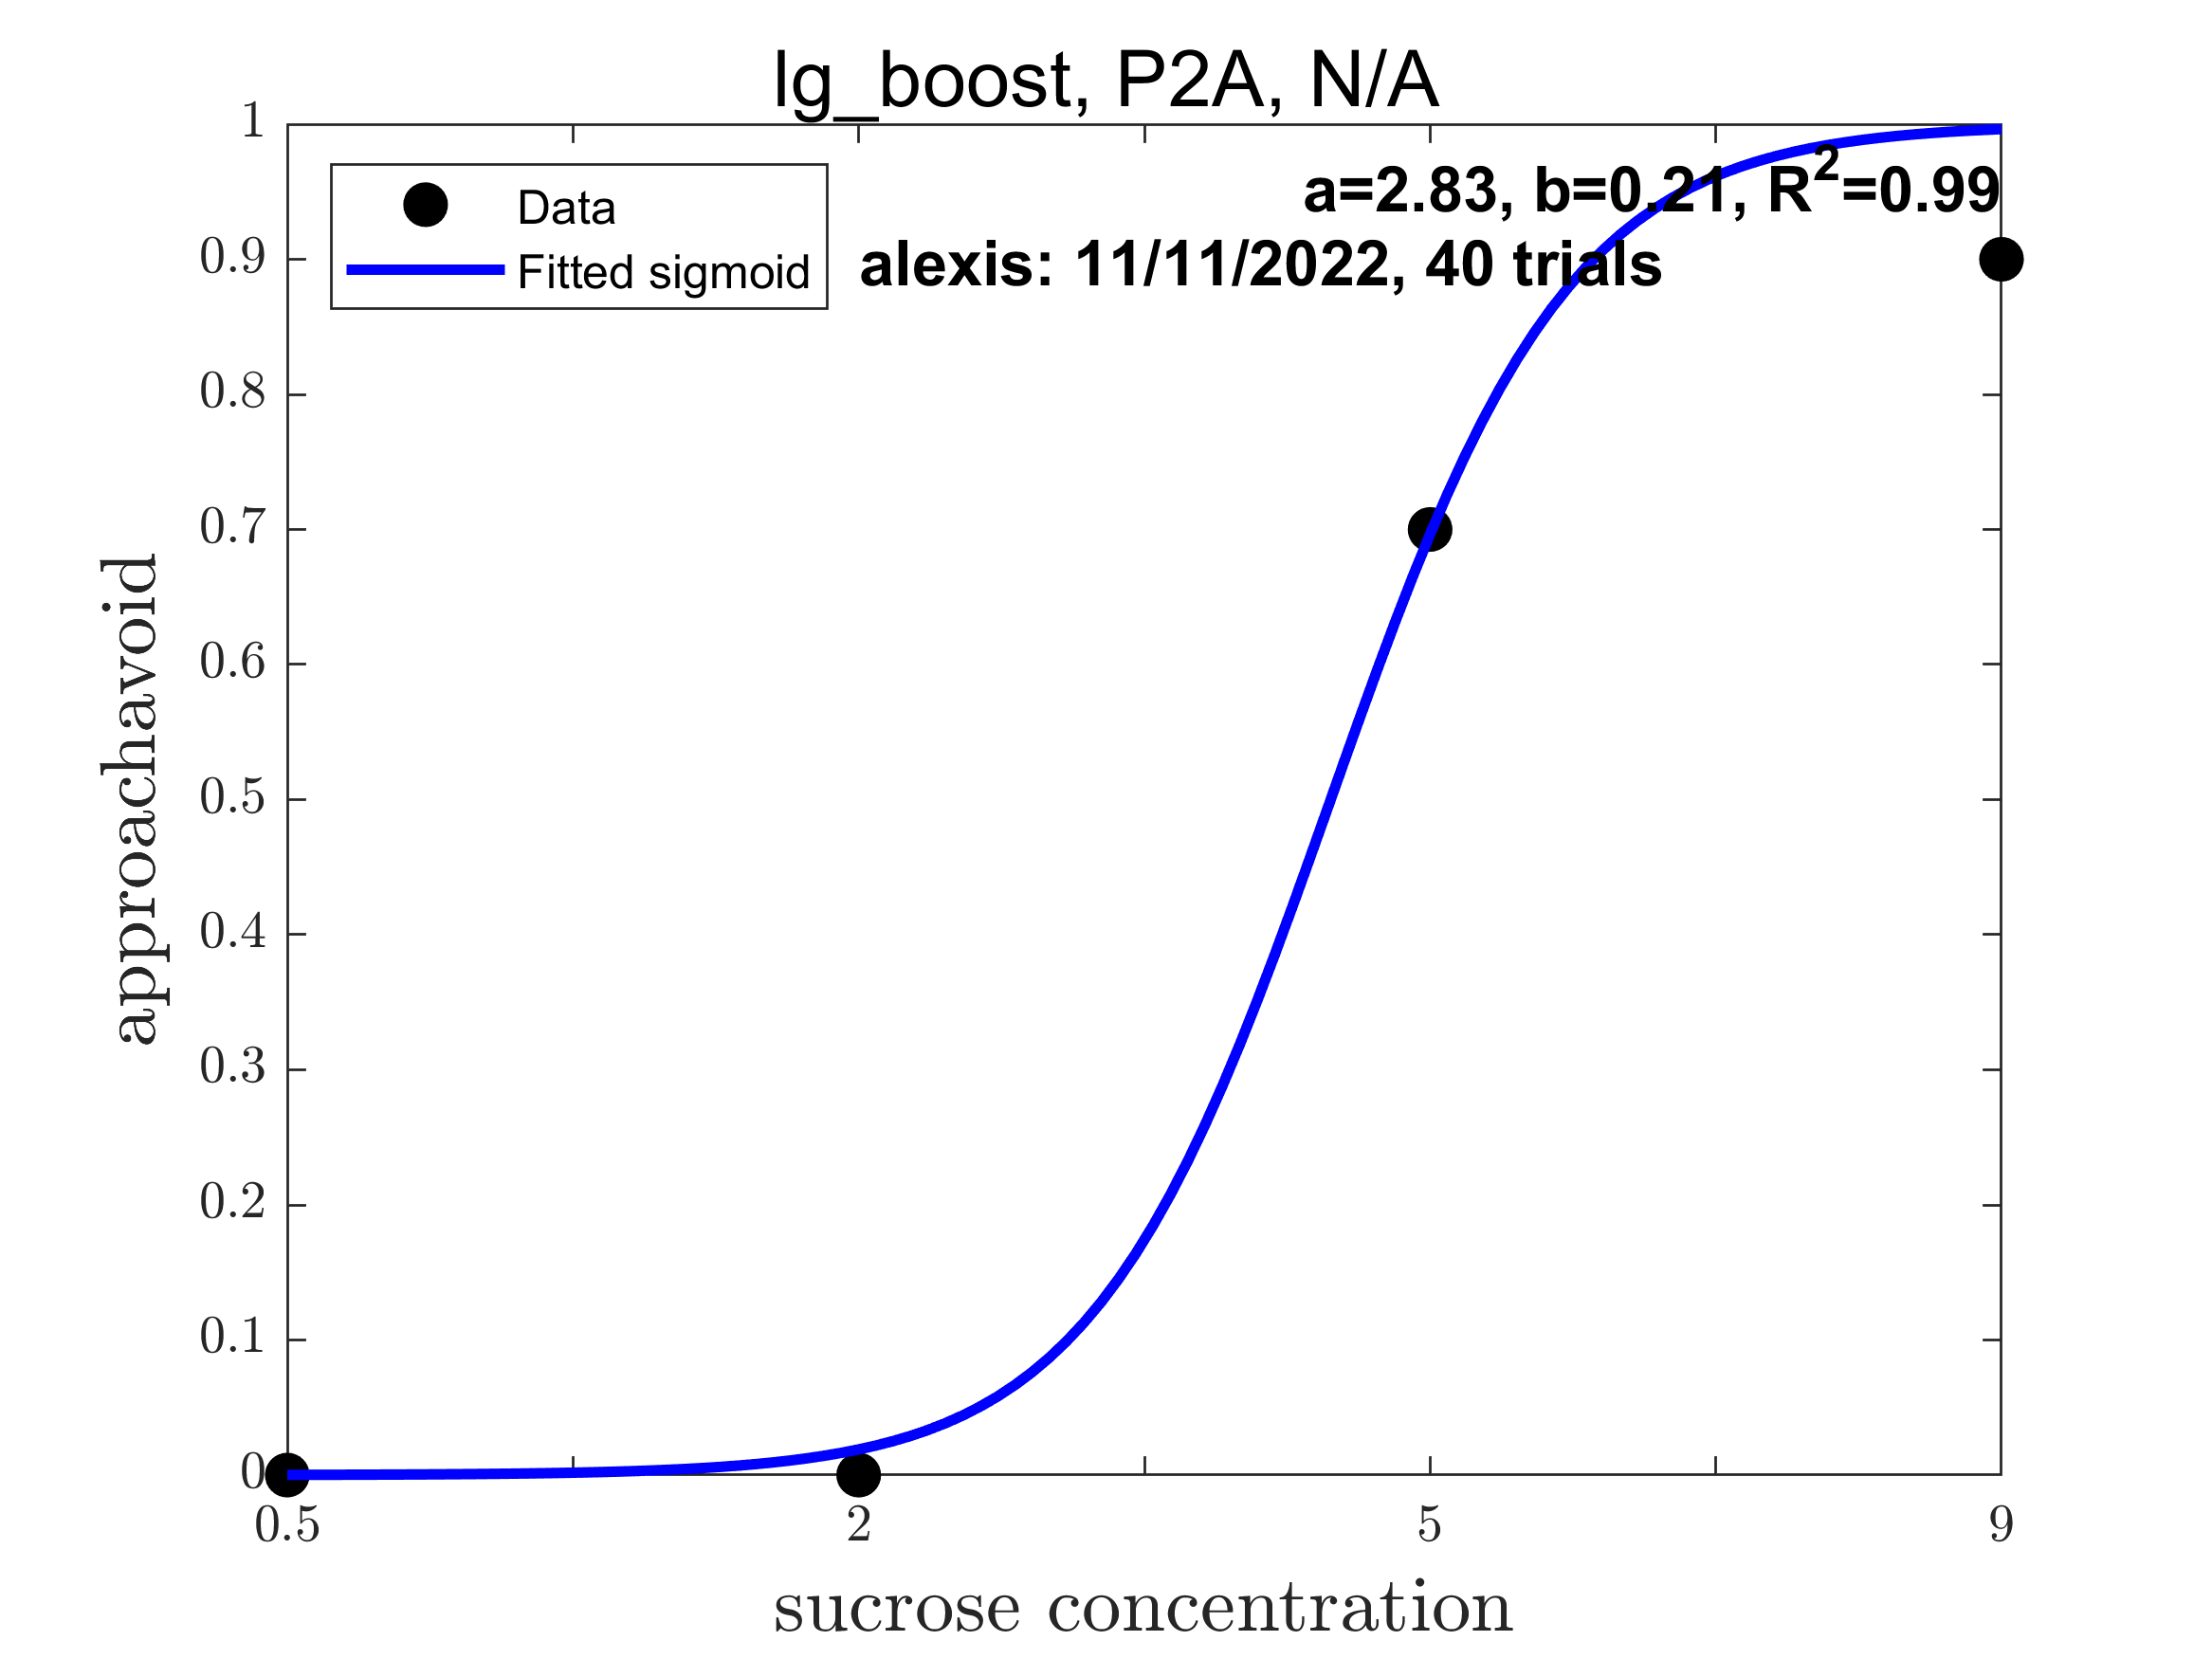 lg_boost, P2A, N/A
1
0.9
0.8
0.7
0.6
0.5
0.4
0.3
0.2
0.1
0
Data
Fitted sigmoid
a=2.83, b=0.21, R²=0.99
alexis: 11/11/2022, 40 trials
approachavoid
0.5 2 5 9
sucrose concentration